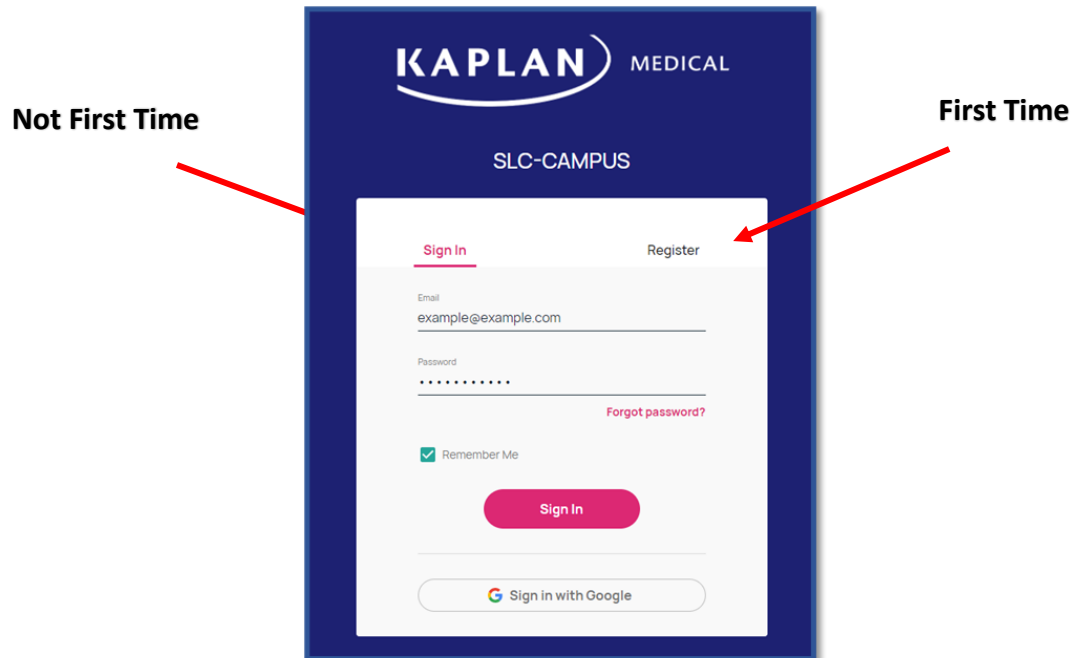 KAPLAN MEDICAL
Not First Time
First Time
SLC-CAMPUS
Sign In Register
Email
example@example.com
Password
•••••••••••
Forgot password?
Remember Me
Sign In
Sign in with Google